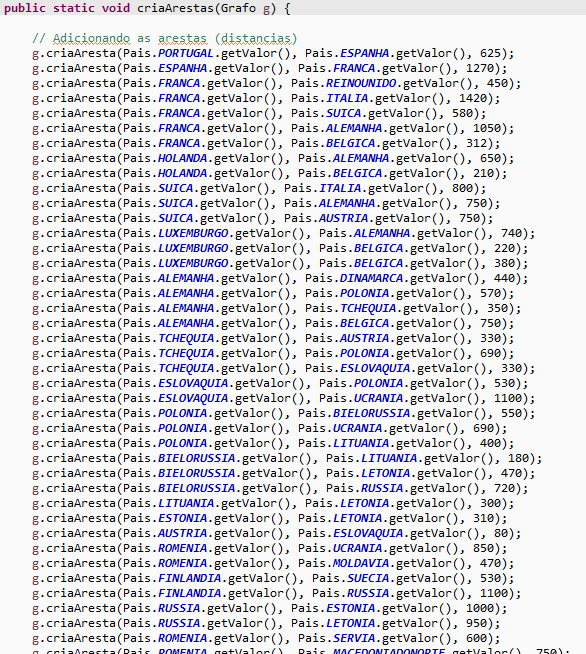 public static void criaArestas(Grafo g) {
// Adicionando as arestas (distancias)
g.criaAresta(Pais.PORTUGAL.getValor(), Pais.ESPANHA.getValor(), 625);
g.criaAresta(Pais.ESPANHA.getValor(), Pais.FRANCA.getValor(), 1270);
g.criaAresta(Pais.FRANCA.getValor(), Pais.REINOUNIDO.getValor(), 450);
g.criaAresta(Pais.FRANCA.getValor(), Pais.ITALIA.getValor(), 1420);
g.criaAresta(Pais.FRANCA.getValor(), Pais.SUICA.getValor(), 580);
g.criaAresta(Pais.FRANCA.getValor(), Pais.ALEMANHA.getValor(), 1050);
g.criaAresta(Pais.FRANCA.getValor(), Pais.BELGICA.getValor(), 312);
g.criaAresta(Pais.HOLANDA.getValor(), Pais.ALEMANHA.getValor(), 650);
g.criaAresta(Pais.HOLANDA.getValor(), Pais.BELGICA.getValor(), 210);
g.criaAresta(Pais.SUICA.getValor(), Pais.ITALIA.getValor(), 800);
g.criaAresta(Pais.SUICA.getValor(), Pais.ALEMANHA.getValor(), 750);
g.criaAresta(Pais.SUICA.getValor(), Pais.AUSTRIA.getValor(), 750);
g.criaAresta(Pais.LUXEMBURGO.getValor(), Pais.ALEMANHA.getValor(), 740);
g.criaAresta(Pais.LUXEMBURGO.getValor(), Pais.BELGICA.getValor(), 220);
g.criaAresta(Pais.LUXEMBURGO.getValor(), Pais.BELGICA.getValor(), 380);
g.criaAresta(Pais.ALEMANHA.getValor(), Pais.DINAMARCA.getValor(), 440);
g.criaAresta(Pais.ALEMANHA.getValor(), Pais.POLONIA.getValor(), 570);
g.criaAresta(Pais.ALEMANHA.getValor(), Pais.TCHEQUIA.getValor(), 350);
g.criaAresta(Pais.ALEMANHA.getValor(), Pais.BELGICA.getValor(), 750);
g.criaAresta(Pais.TCHEQUIA.getValor(), Pais.AUSTRIA.getValor(), 330);
g.criaAresta(Pais.TCHEQUIA.getValor(), Pais.POLONIA.getValor(), 690);
g.criaAresta(Pais.TCHEQUIA.getValor(), Pais.ESLOVAQUIA.getValor(), 330);
g.criaAresta(Pais.ESLOVAQUIA.getValor(), Pais.POLONIA.getValor(), 530);
g.criaAresta(Pais.ESLOVAQUIA.getValor(), Pais.UCRANIA.getValor(), 1100);
g.criaAresta(Pais.POLONIA.getValor(), Pais.BIELORUSSIA.getValor(), 550);
g.criaAresta(Pais.POLONIA.getValor(), Pais.UCRANIA.getValor(), 690);
g.criaAresta(Pais.POLONIA.getValor(), Pais.LITUANIA.getValor(), 400);
g.criaAresta(Pais.BIELORUSSIA.getValor(), Pais.LITUANIA.getValor(), 180);
g.criaAresta(Pais.BIELORUSSIA.getValor(), Pais.LETONIA.getValor(), 470);
g.criaAresta(Pais.BIELORUSSIA.getValor(), Pais.RUSSIA.getValor(), 720);
g.criaAresta(Pais.LITUANIA.getValor(), Pais.LETONIA.getValor(), 300);
g.criaAresta(Pais.ESTONIA.getValor(), Pais.LETONIA.getValor(), 310);
g.criaAresta(Pais.AUSTRIA.getValor(), Pais.ESLOVAQUIA.getValor(), 80);
g.criaAresta(Pais.ROMENIA.getValor(), Pais.UCRANIA.getValor(), 850);
g.criaAresta(Pais.ROMENIA.getValor(), Pais.MOLDAVIA.getValor(), 470);
g.criaAresta(Pais.FINLANDIA.getValor(), Pais.SUECIA.getValor(), 530);
g.criaAresta(Pais.FINLANDIA.getValor(), Pais.RUSSIA.getValor(), 1100);
g.criaAresta(Pais.RUSSIA.getValor(), Pais.ESTONIA.getValor(), 1000);
g.criaAresta(Pais.RUSSIA.getValor(), Pais.LETONIA.getValor(), 950);
g.criaAresta(Pais.ROMENIA.getValor(), Pais.SERVIA.getValor(), 600);
g.criaAresta(Pais.ROMENIA.getValor(), Pais.MACEDONIADONORTE.getValor(), 750);